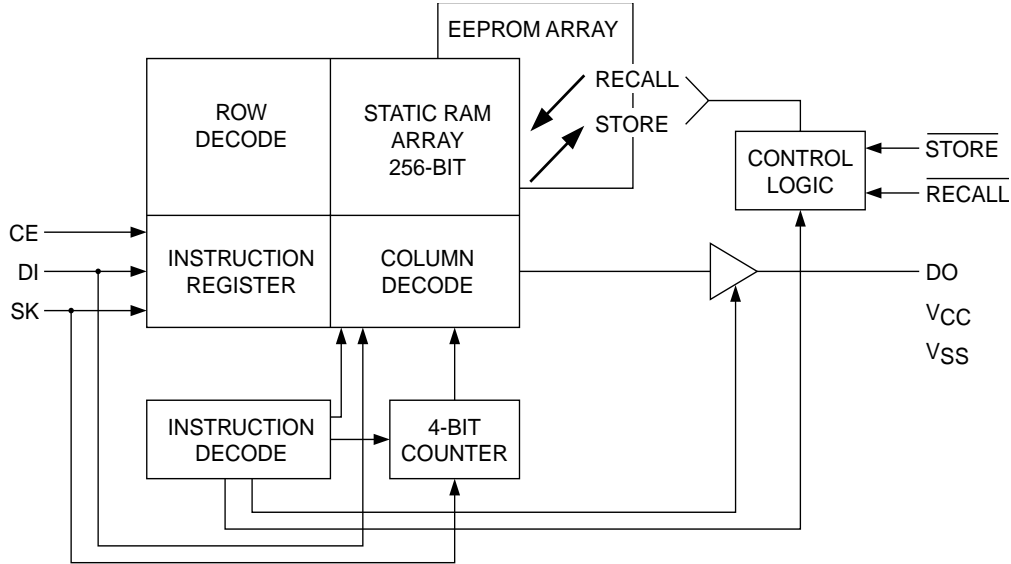 EEPROM ARRAY
ROW
DECODE
STATIC RAM
ARRAY
256-BIT
RECALL
STORE
CONTROL
LOGIC
STORE
RECALL
CE
DI
SK
INSTRUCTION
REGISTER
COLUMN
DECODE
DO
VCC
VSS
INSTRUCTION
DECODE
4-BIT
COUNTER